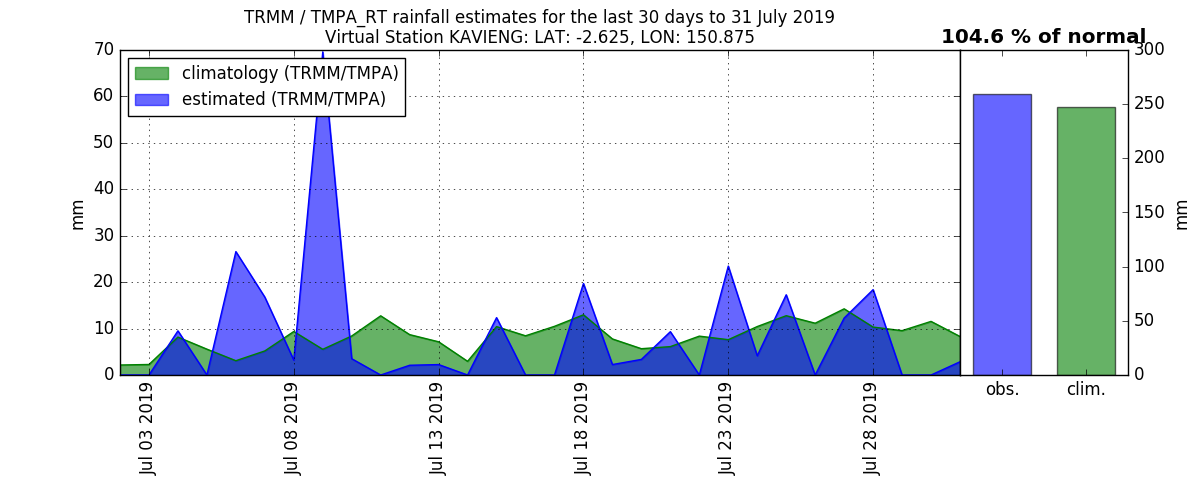 TRMM / TMPA_RT rainfall estimates for the last 30 days to 31 July 2019
Virtual Station KAVIENG: LAT: -2.625, LON: 150.875
104.6 % of normal
climatology (TRMM/TMPA)
estimated (TRMM/TMPA)
70
60
50
40
30
20
10
0
mm
Jul 03 2019
Jul 08 2019
Jul 13 2019
Jul 18 2019
Jul 23 2019
Jul 28 2019
300
250
200
150
100
50
0
mm
obs.
clim.